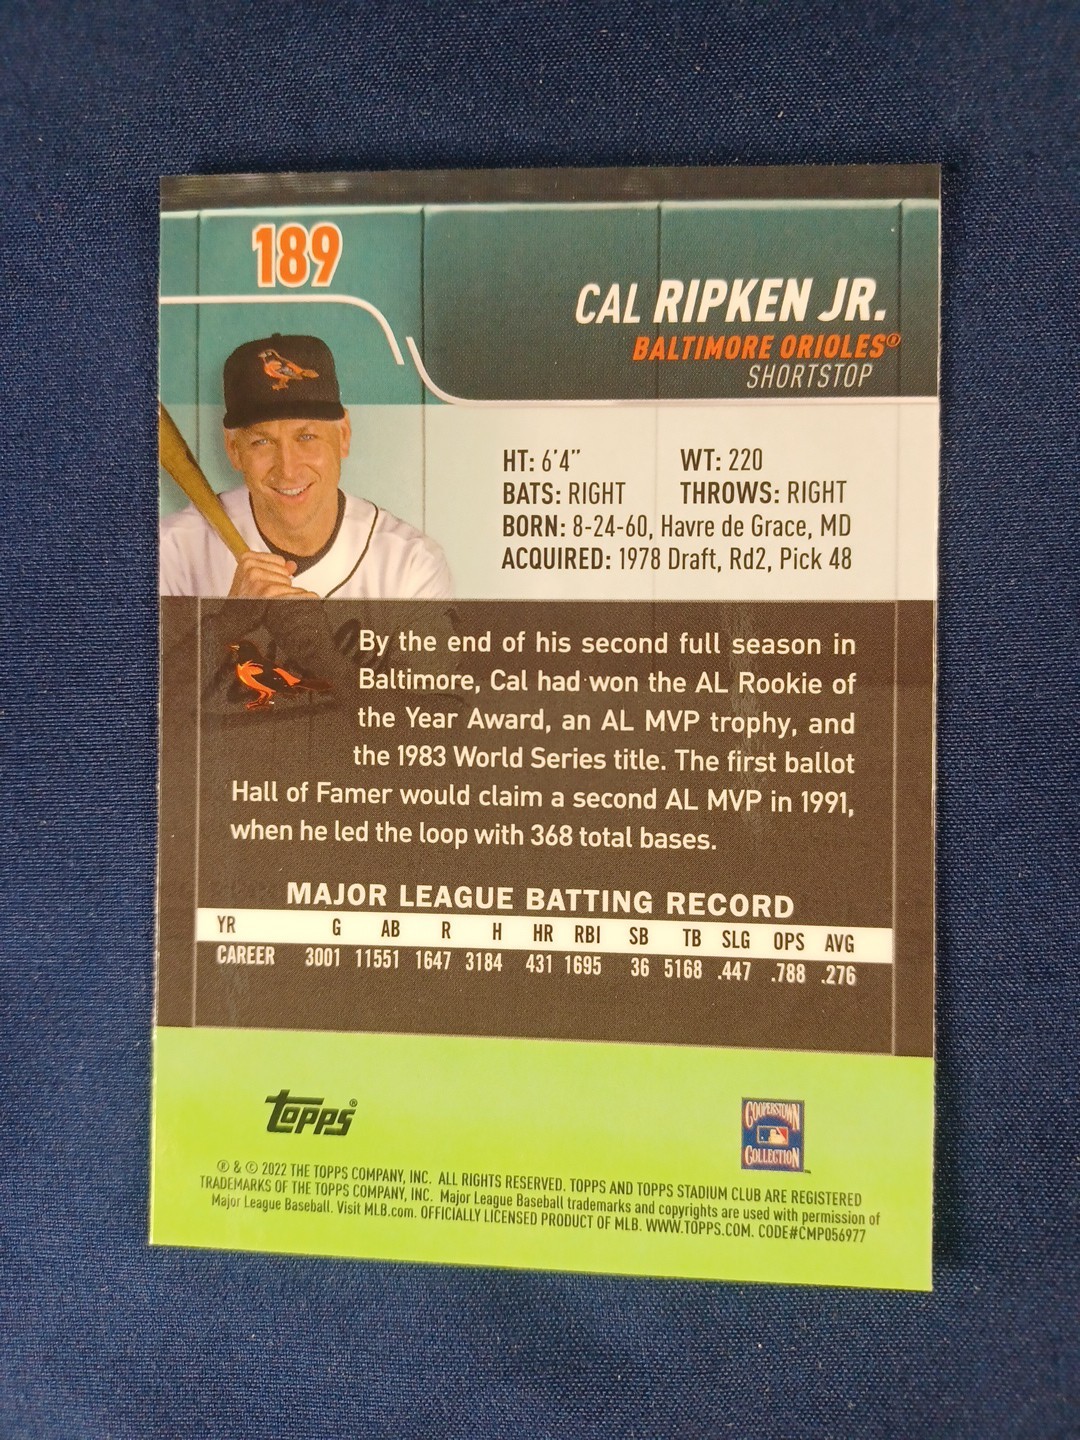 189
CAL RIPKEN JR.
BALTIMORE ORIOLES®
SHORTSTOP
HT: 6'4" WT: 220
BATS: RIGHT THROWS: RIGHT
BORN: 8-24-60, Havre de Grace, MD
ACQUIRED: 1978 Draft, Rd2, Pick 48
By the end of his second full season in
Baltimore, Cal had won the AL Rookie of
the Year Award, an AL MVP trophy, and
the 1983 World Series title. The first ballot
Hall of Famer would claim a second AL MVP in 1991,
when he led the loop with 368 total bases.
MAJOR LEAGUE BATTING RECORD
YR G AB R H HR RBI SB TB SLG OPS AVG
CAREER 3001 11551 1647 3184 431 1695 36 5168 .447 .788 .276
TOPPS®
COOPERSTOWN
COLLECTION™
® & © 2022 THE TOPPS COMPANY, INC. ALL RIGHTS RESERVED. TOPPS AND TOPPS STADIUM CLUB ARE REGISTERED
TRADEMARKS OF THE TOPPS COMPANY, INC. Major League Baseball trademarks and copyrights are used with permission of
Major League Baseball. Visit MLB.com. OFFICIALLY LICENSED PRODUCT OF MLB. WWW.TOPPS.COM. CODE#CMP056977